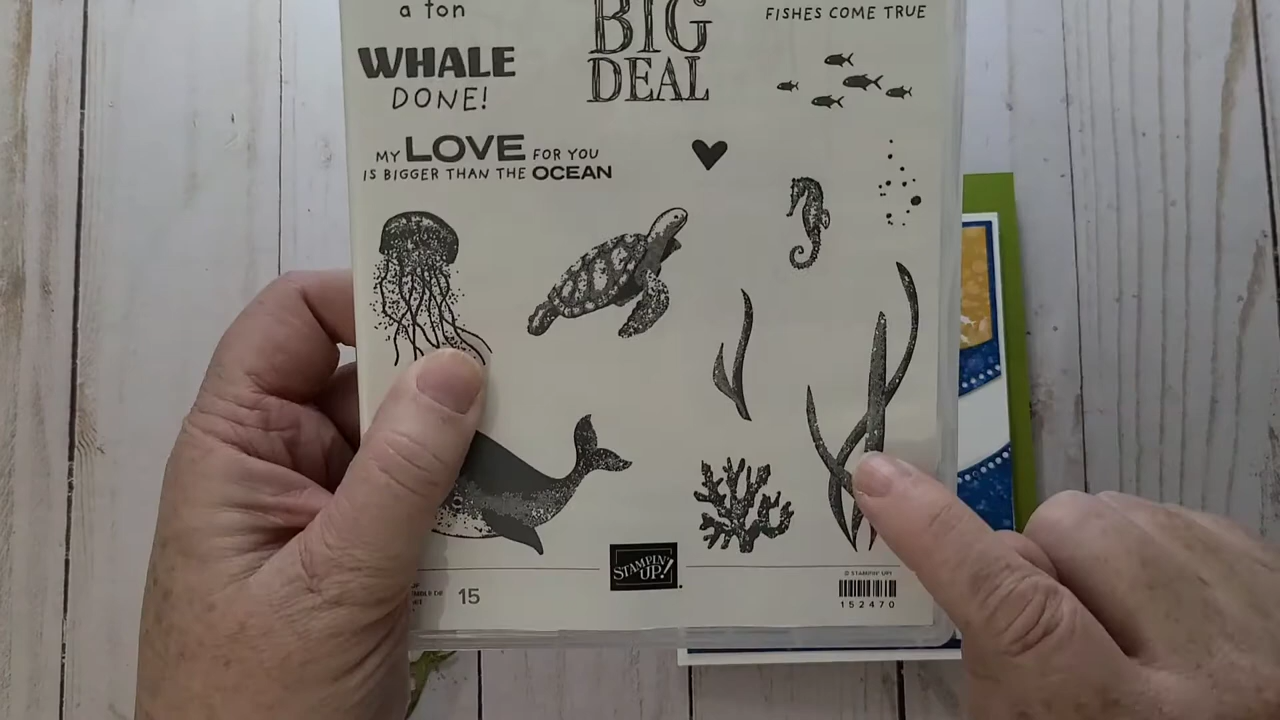 a ton
WHALE
DONE!
BIG
DEAL
FISHES COME TRUE
MY LOVE FOR YOU
IS BIGGER THAN THE OCEAN
STAMPIN'
UP!
15
© STAMPIN' UP!
152470